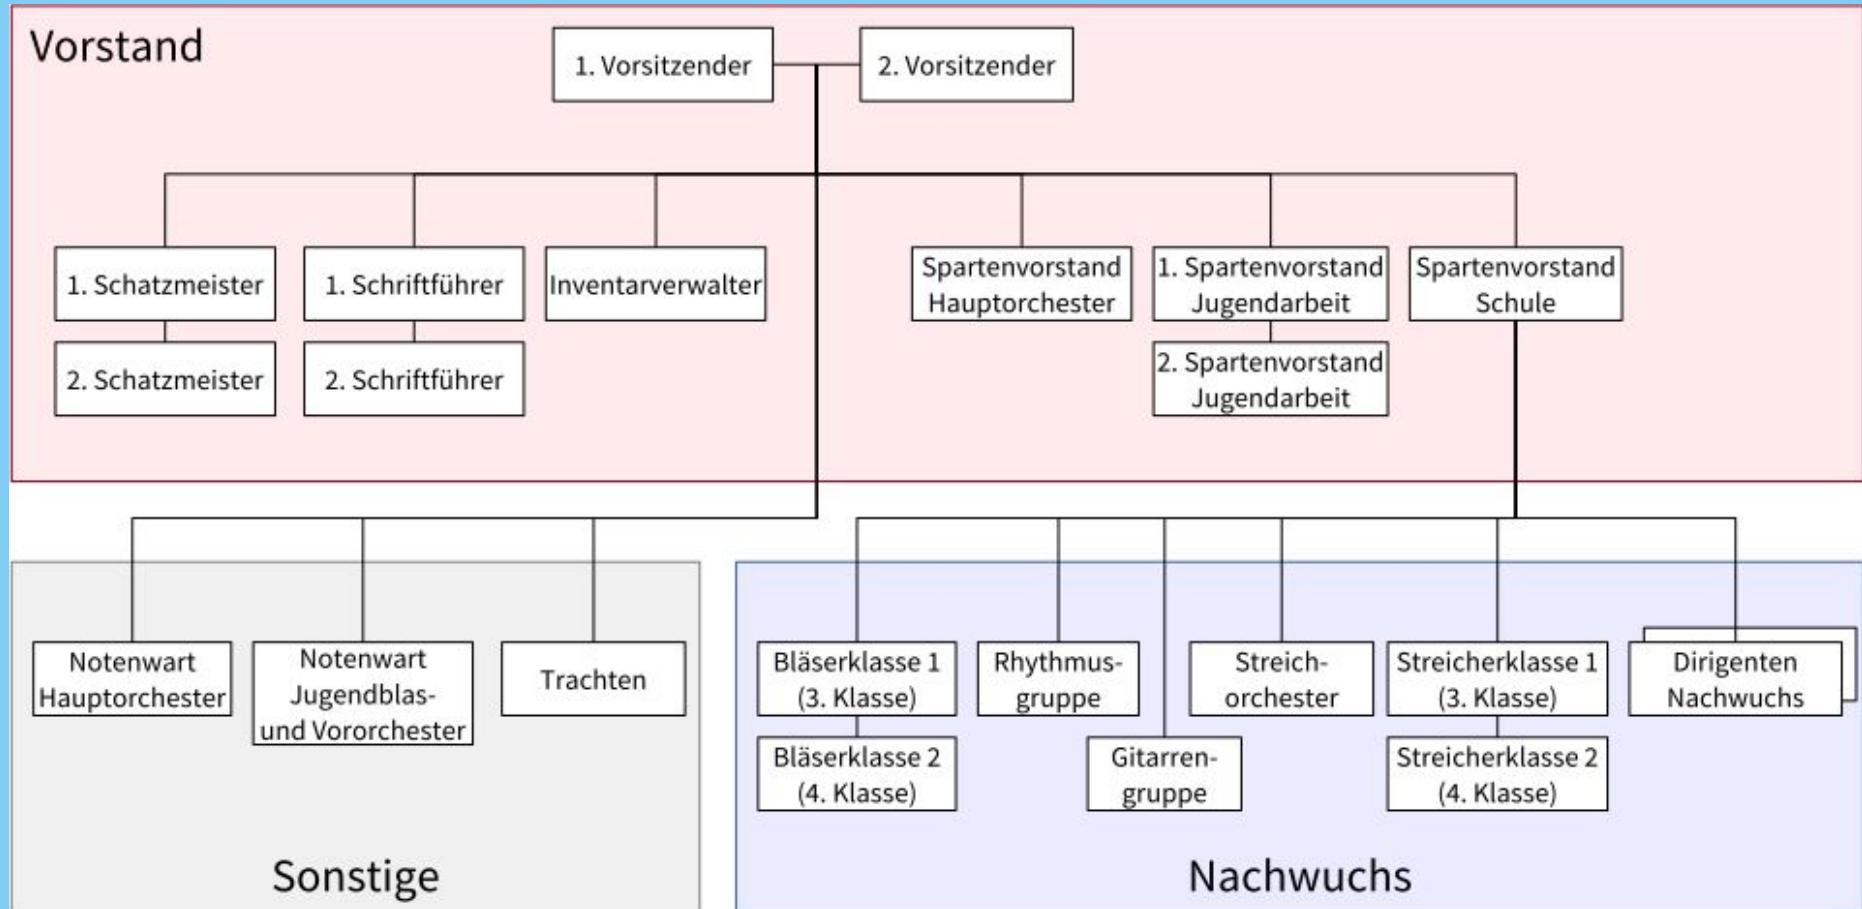 Vorstand
1. Vorsitzender
2. Vorsitzender
1. Schatzmeister
2. Schatzmeister
1. Schriftführer
2. Schriftführer
Inventarverwalter
Spartenvorstand
Hauptorchester
1. Spartenvorstand
Jugendarbeit
2. Spartenvorstand
Jugendarbeit
Spartenvorstand
Schule
Notenwart
Hauptorchester
Notenwart
Jugendblas-
und Vororchester
Trachten
Sonstige
Bläserklasse 1
(3. Klasse)
Bläserklasse 2
(4. Klasse)
Rhythmus-
gruppe
Gitarren-
gruppe
Streich-
orchester
Streicherklasse 1
(3. Klasse)
Streicherklasse 2
(4. Klasse)
Dirigenten
Nachwuchs
Nachwuchs